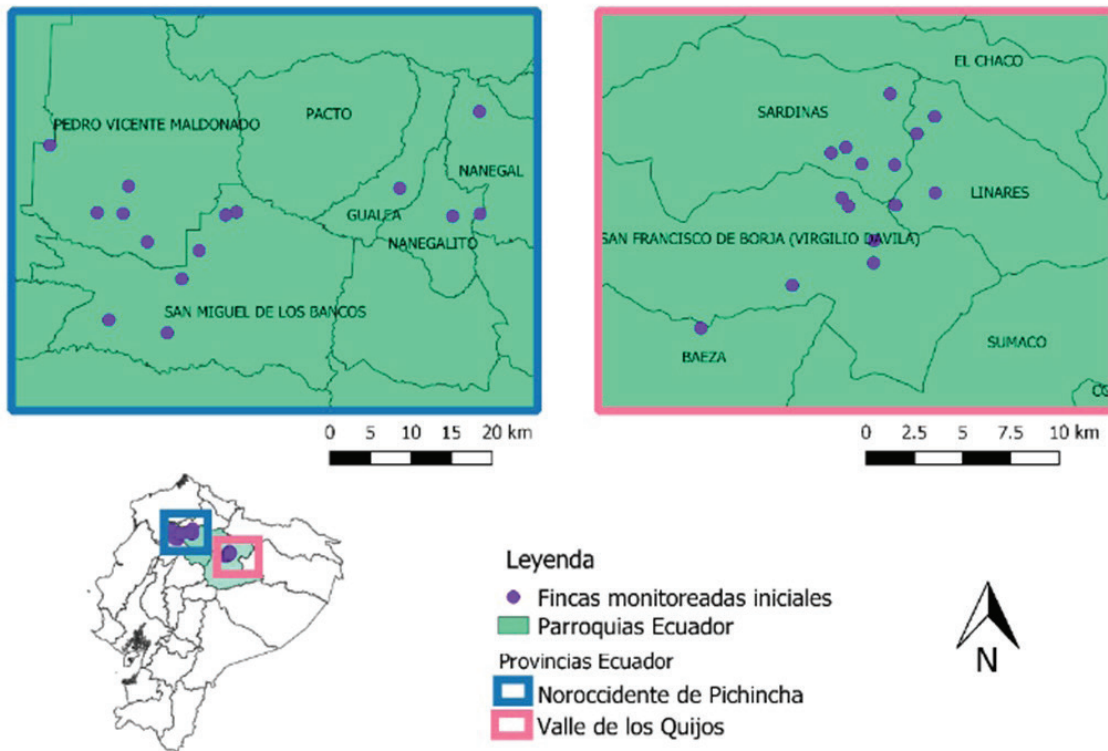 PEDRO VICENTE MALDONADO
PACTO
NANEGAL
GUALEA
NANEGALITO
SAN MIGUEL DE LOS BANCOS
0 5 10 15 20 km
EL CHACO
SARDINAS
LINARES
SAN FRANCISCO DE BORJA (VIRGILIO DAVILA)
SUMACO
BAEZA
0 2.5 5 7.5 10 km
Leyenda
Fincas monitoreadas iniciales
Parroquias Ecuador
Provincias Ecuador
Noroccidente de Pichincha
Valle de los Quijos
N